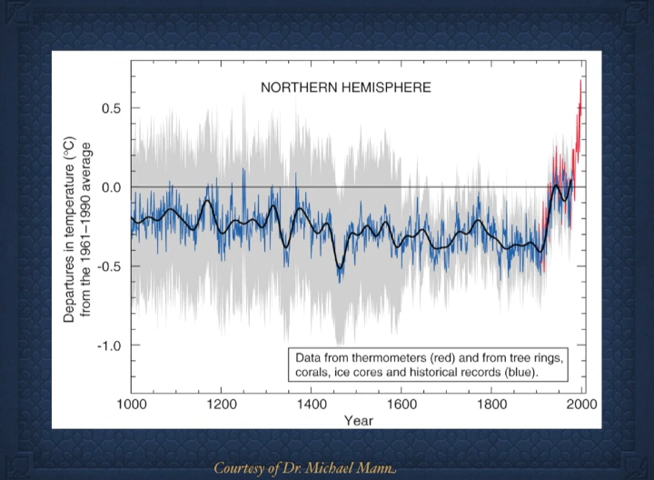 NORTHERN HEMISPHERE
Departures in temperature (°C)
from the 1961–1990 average
0.5
0.0
-0.5
-1.0
Data from thermometers (red) and from tree rings,
corals, ice cores and historical records (blue).
1000 1200 1400 1600 1800 2000
Year
Courtesy of Dr. Michael Mann